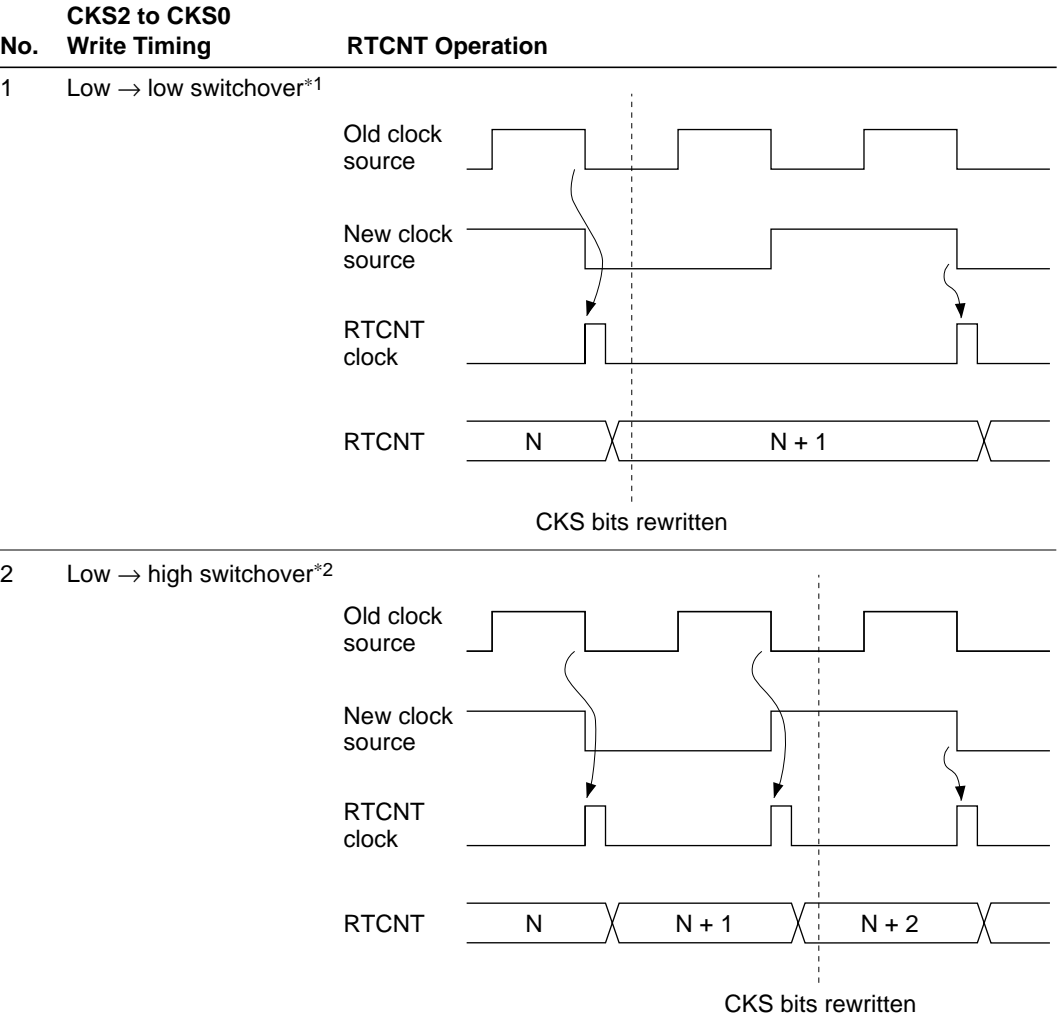 CKS2 to CKS0
No. Write Timing RTCNT Operation
1 Low → low switchover*1
Old clock
source
New clock
source
RTCNT
clock
RTCNT N N + 1
CKS bits rewritten
2 Low → high switchover*2
Old clock
source
New clock
source
RTCNT
clock
RTCNT N N + 1 N + 2
CKS bits rewritten